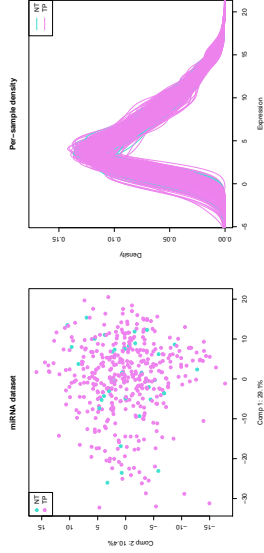 miRNA dataset
NT
TP
15
10
5
0
−5
−10
−15
Comp 2: 10.4%
−30
−20
−10
0
10
20
Comp 1: 29.1%
Per-sample density
NT
TP
0.15
0.10
0.05
0.00
Density
−5
0
5
10
15
20
Expression